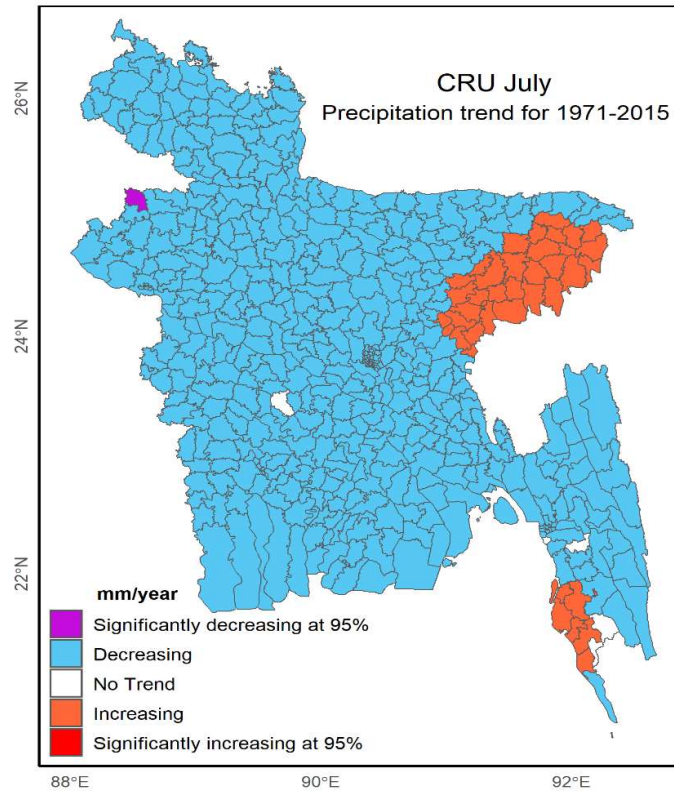 CRU July
Precipitation trend for 1971-2015
26°N
24°N
22°N
mm/year
Significantly decreasing at 95%
Decreasing
No Trend
Increasing
Significantly increasing at 95%
88°E
90°E
92°E